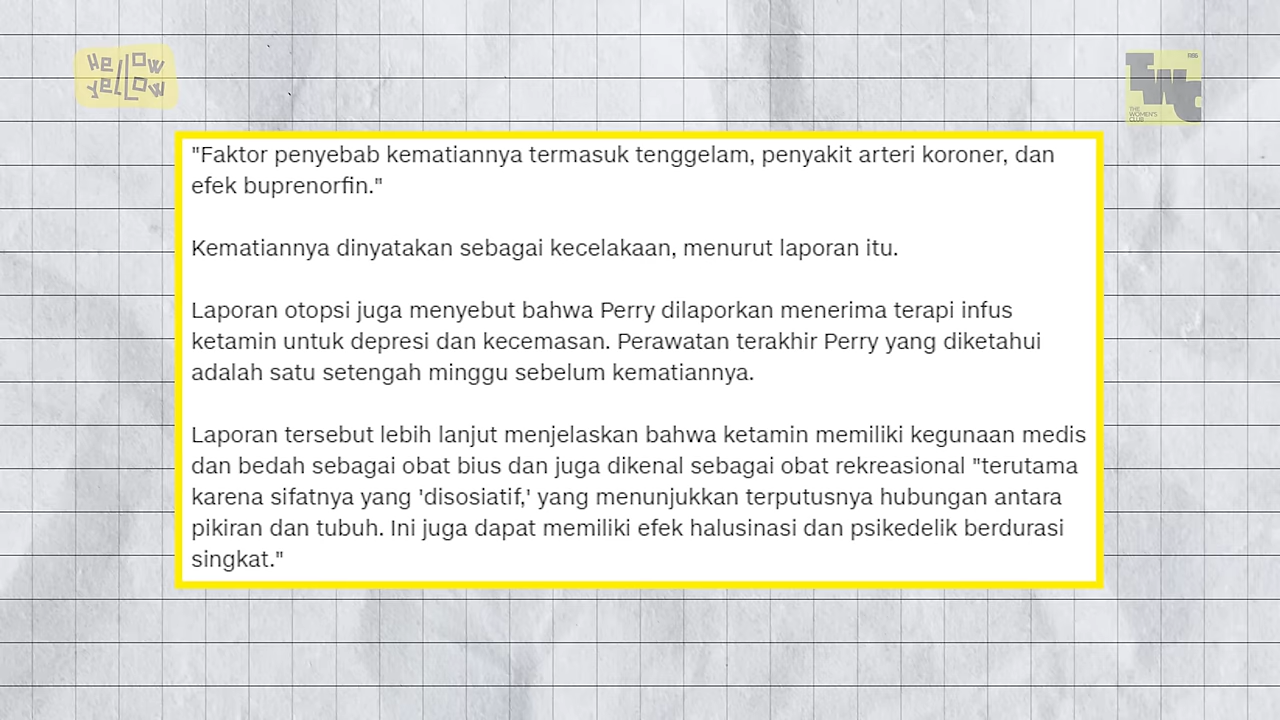 HeLLOW
YeLLOW
1986
TWC
THE
WOMEN'S
CLUB
"Faktor penyebab kematiannya termasuk tenggelam, penyakit arteri koroner, dan
efek buprenorfin."
Kematiannya dinyatakan sebagai kecelakaan, menurut laporan itu.
Laporan otopsi juga menyebut bahwa Perry dilaporkan menerima terapi infus
ketamin untuk depresi dan kecemasan. Perawatan terakhir Perry yang diketahui
adalah satu setengah minggu sebelum kematiannya.
Laporan tersebut lebih lanjut menjelaskan bahwa ketamin memiliki kegunaan medis
dan bedah sebagai obat bius dan juga dikenal sebagai obat rekreasional "terutama
karena sifatnya yang 'disosiatif,' yang menunjukkan terputusnya hubungan antara
pikiran dan tubuh. Ini juga dapat memiliki efek halusinasi dan psikedelik berdurasi
singkat."